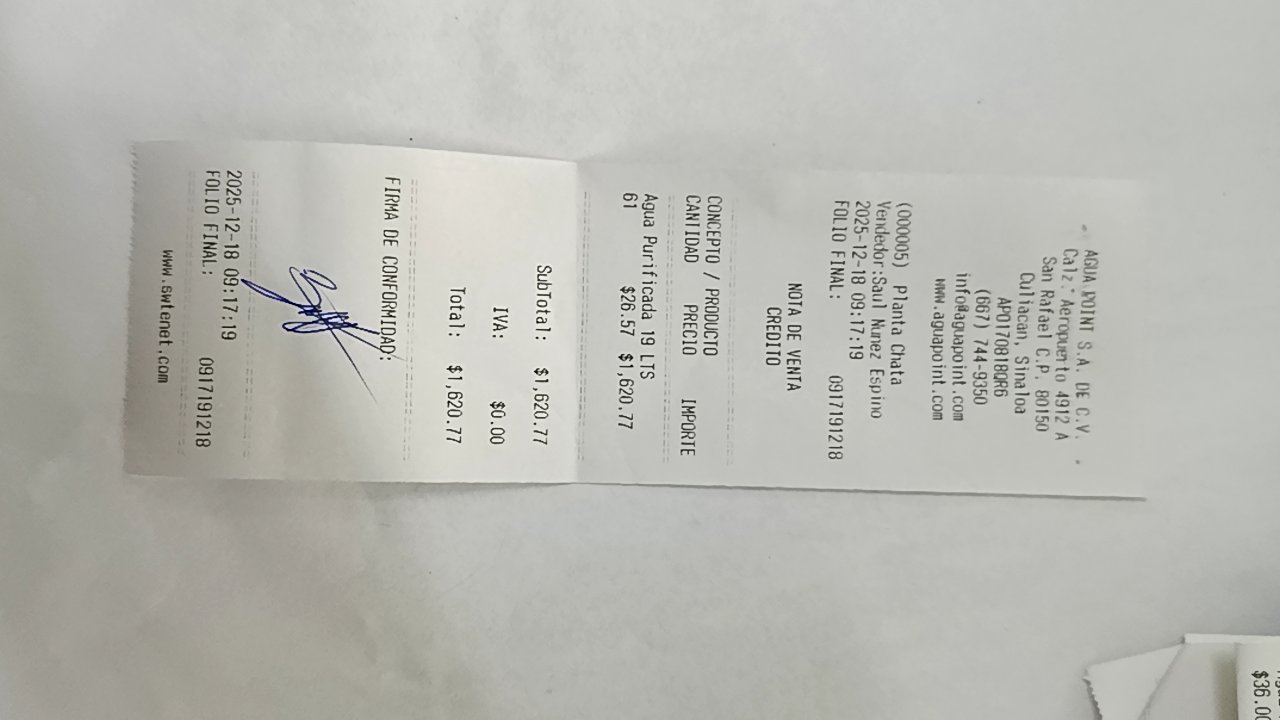 AGUA POINT S.A. DE C.V.
Calz. Aeropuerto 4912 A
San Rafael C.P. 80150
Culiacan, Sinaloa
APO170818QR6
(667) 744-9350
info@aguapoint.com
www.aguapoint.com
(000005) Planta Chata
Vendedor:Saul Nunez Espino
2025-12-18 09:17:19
FOLIO FINAL: 0917191218
NOTA DE VENTA
CREDITO
CONCEPTO / PRODUCTO
CANTIDAD PRECIO IMPORTE
Agua Purificada 19 LTS
61 $26.57 $1,620.77
SubTotal: $1,620.77
IVA: $0.00
Total: $1,620.77
FIRMA DE CONFORMIDAD:
2025-12-18 09:17:19
FOLIO FINAL: 0917191218
www.swtenet.com